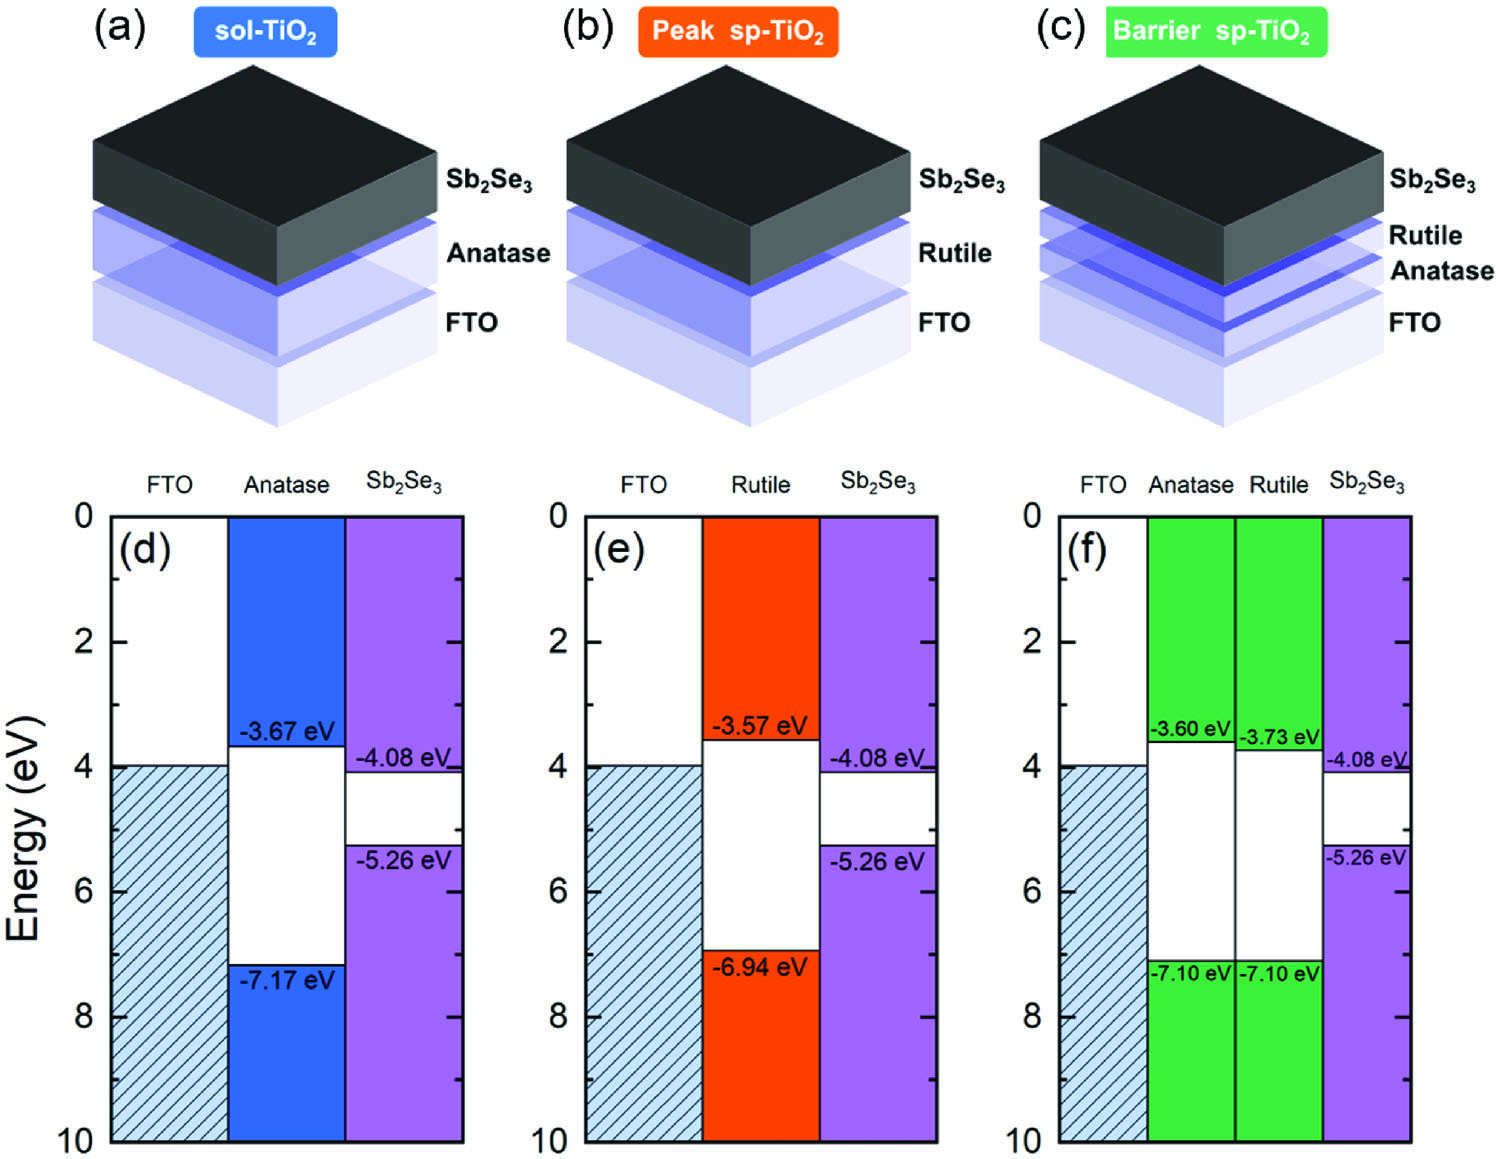 (a) sol-TiO₂
Sb₂Se₃
Anatase
FTO
(b) Peak sp-TiO₂
Sb₂Se₃
Rutile
FTO
(c) Barrier sp-TiO₂
Sb₂Se₃
Rutile
Anatase
FTO
Energy (eV)
FTO Anatase Sb₂Se₃
0
(d)
2
-3.67 eV
-4.08 eV
4
-5.26 eV
6
-7.17 eV
8
10
FTO Rutile Sb₂Se₃
0
(e)
2
-3.57 eV
-4.08 eV
4
-5.26 eV
6
-6.94 eV
8
10
FTO Anatase Rutile Sb₂Se₃
0
(f)
2
-3.60 eV -3.73 eV
-4.08 eV
4
-5.26 eV
6
-7.10 eV -7.10 eV
8
10